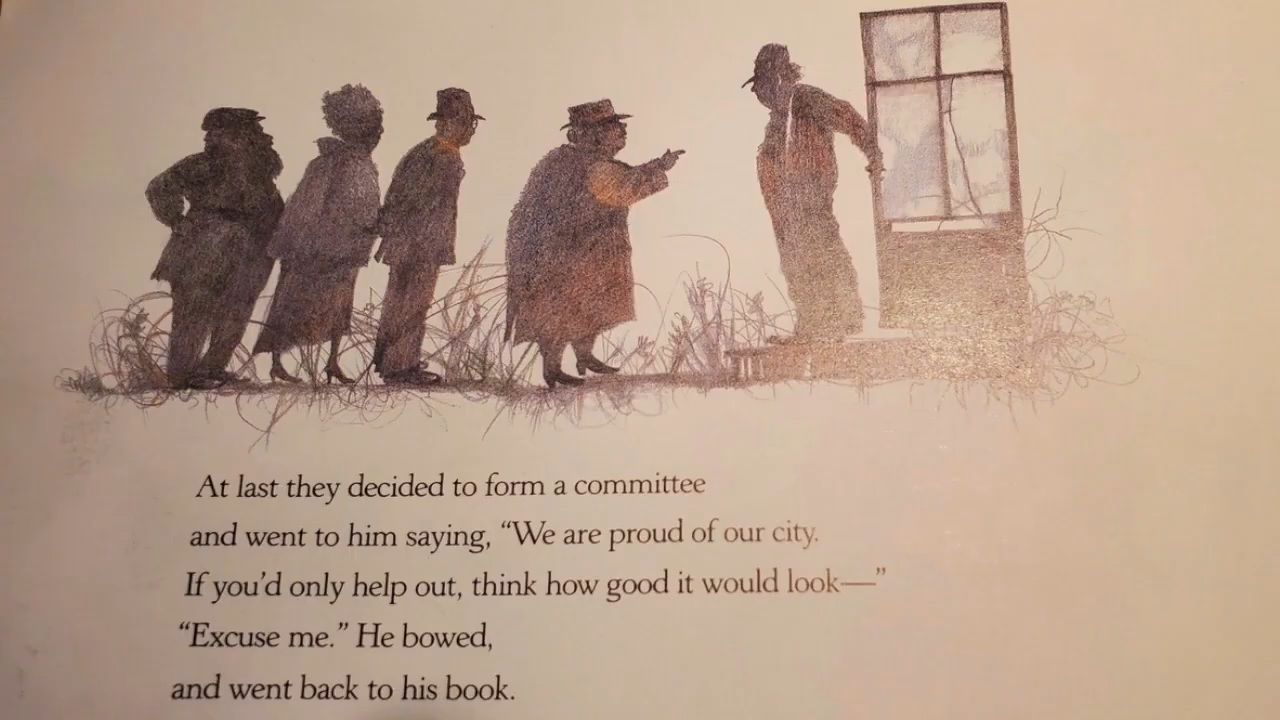 At last they decided to form a committee
and went to him saying, “We are proud of our city.
If you’d only help out, think how good it would look—”
“Excuse me.” He bowed,
and went back to his book.